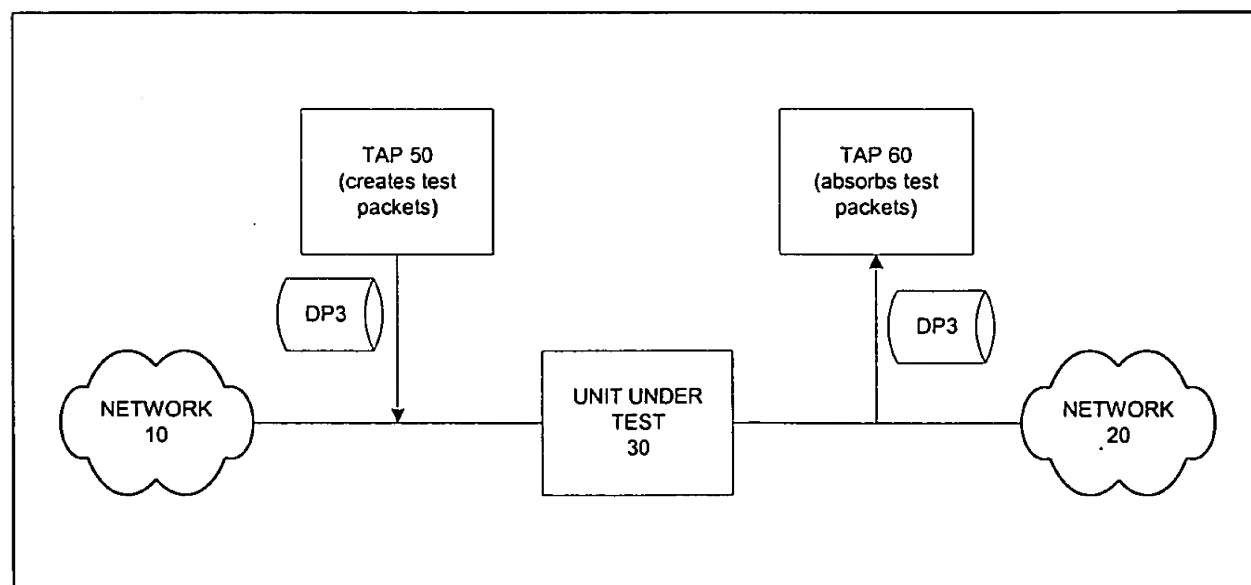 TAP 50
(creates test
packets)
TAP 60
(absorbs test
packets)
DP3
DP3
NETWORK
10
UNIT UNDER
TEST
30
NETWORK
20